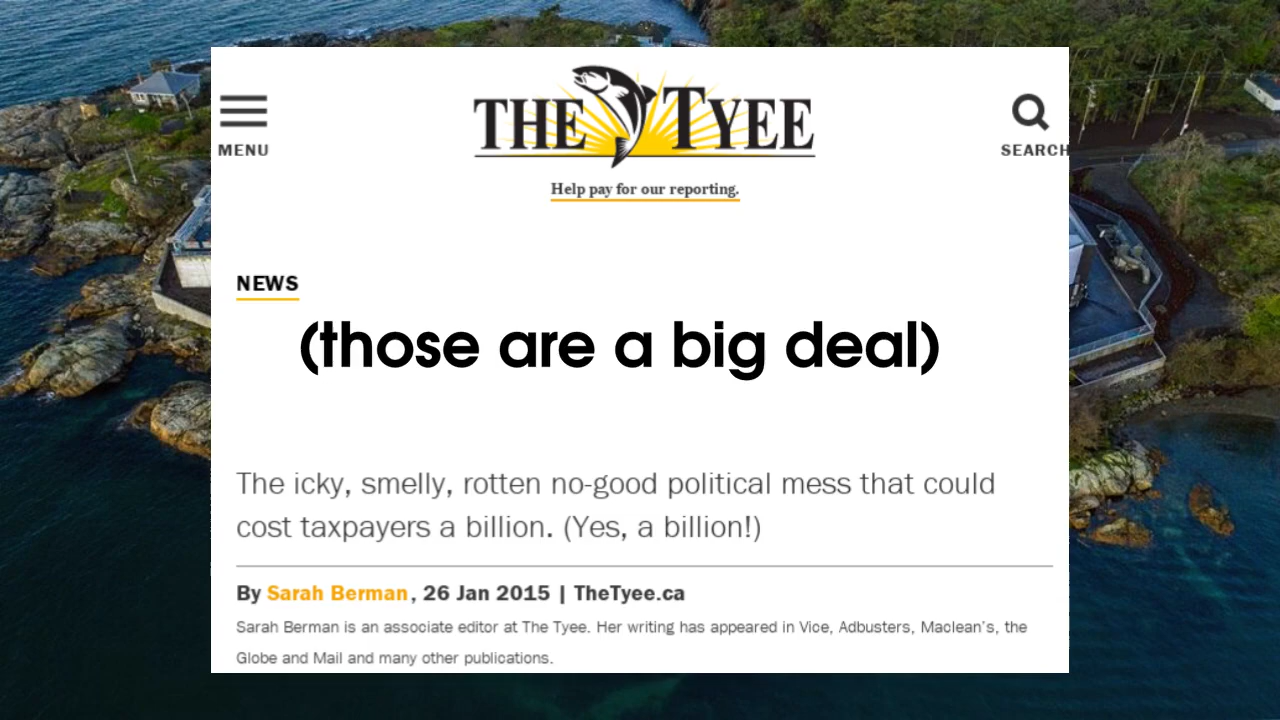 MENU
THE TYEE
SEARCH
Help pay for our reporting.
NEWS
(those are a big deal)
The icky, smelly, rotten no-good political mess that could
cost taxpayers a billion. (Yes, a billion!)
By Sarah Berman, 26 Jan 2015 | TheTyee.ca
Sarah Berman is an associate editor at The Tyee. Her writing has appeared in Vice, Adbusters, Maclean's, the
Globe and Mail and many other publications.